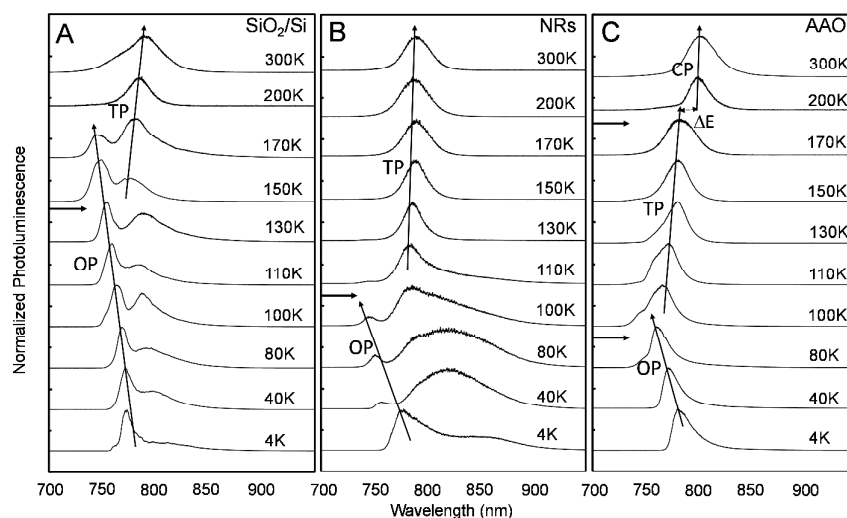 A SiO2/Si
300K
200K
TP
170K
150K
130K
OP
110K
100K
80K
40K
4K
B NRs
300K
200K
170K
TP
150K
130K
110K
100K
OP
80K
40K
4K
C AAO
CP
300K
200K
ΔE
170K
150K
TP
130K
110K
100K
80K
OP
40K
4K
Normalized Photoluminescence
700 750 800 850 900
700 750 800 850 900
700 750 800 850 900
Wavelength (nm)